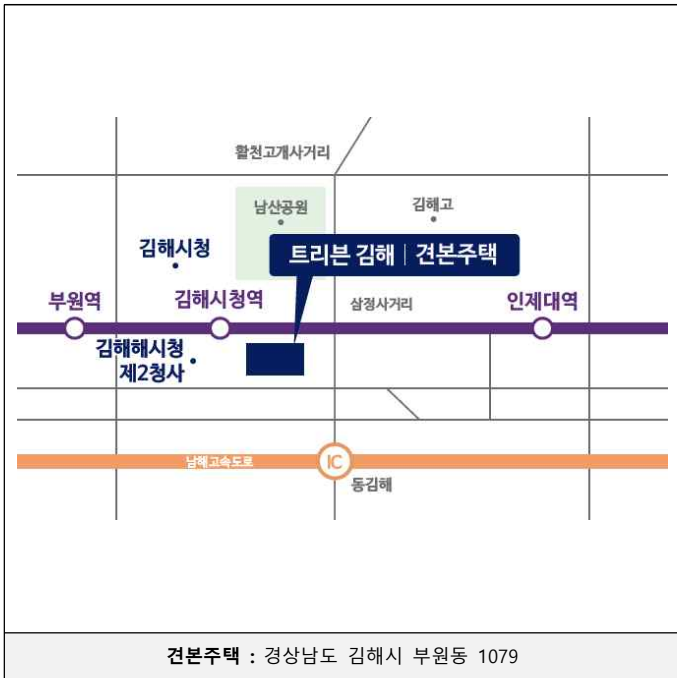 활천고개사거리
남산공원
김해고
김해시청
트리븐 김해 | 견본주택
부원역
김해시청역
삼정사거리
인제대역
김해해시청
제2청사
남해고속도로
IC
동김해
견본주택 : 경상남도 김해시 부원동 1079